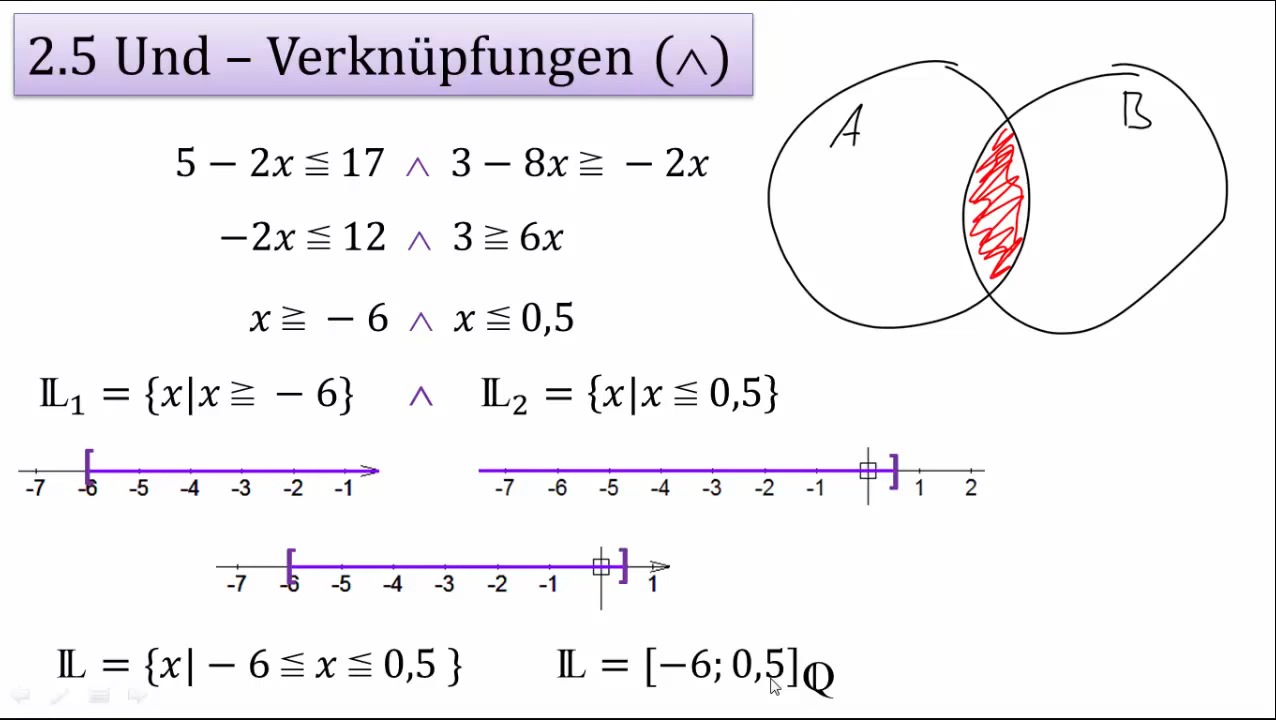 2.5 Und – Verknüpfungen (∧)
A
B
5 − 2x ≦ 17 ∧ 3 − 8x ≧ − 2x
−2x ≦ 12 ∧ 3 ≧ 6x
x ≧ − 6 ∧ x ≦ 0,5
𝕃₁ = {x|x ≧ − 6} ∧ 𝕃₂ = {x|x ≦ 0,5}
-7 -6 -5 -4 -3 -2 -1
-7 -6 -5 -4 -3 -2 -1 1 2
-7 -6 -5 -4 -3 -2 -1 1
𝕃 = {x| − 6 ≦ x ≦ 0,5 } 𝕃 = [−6; 0,5]ℚ